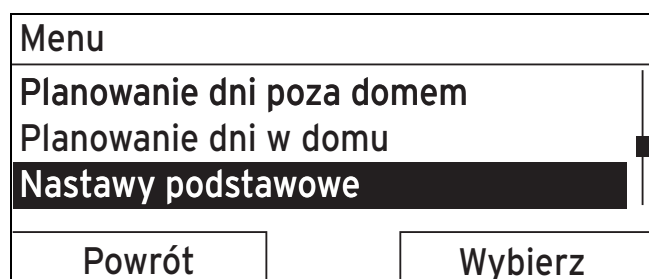 Menu
Planowanie dni poza domem
Planowanie dni w domu
Nastawy podstawowe
Powrót
Wybierz